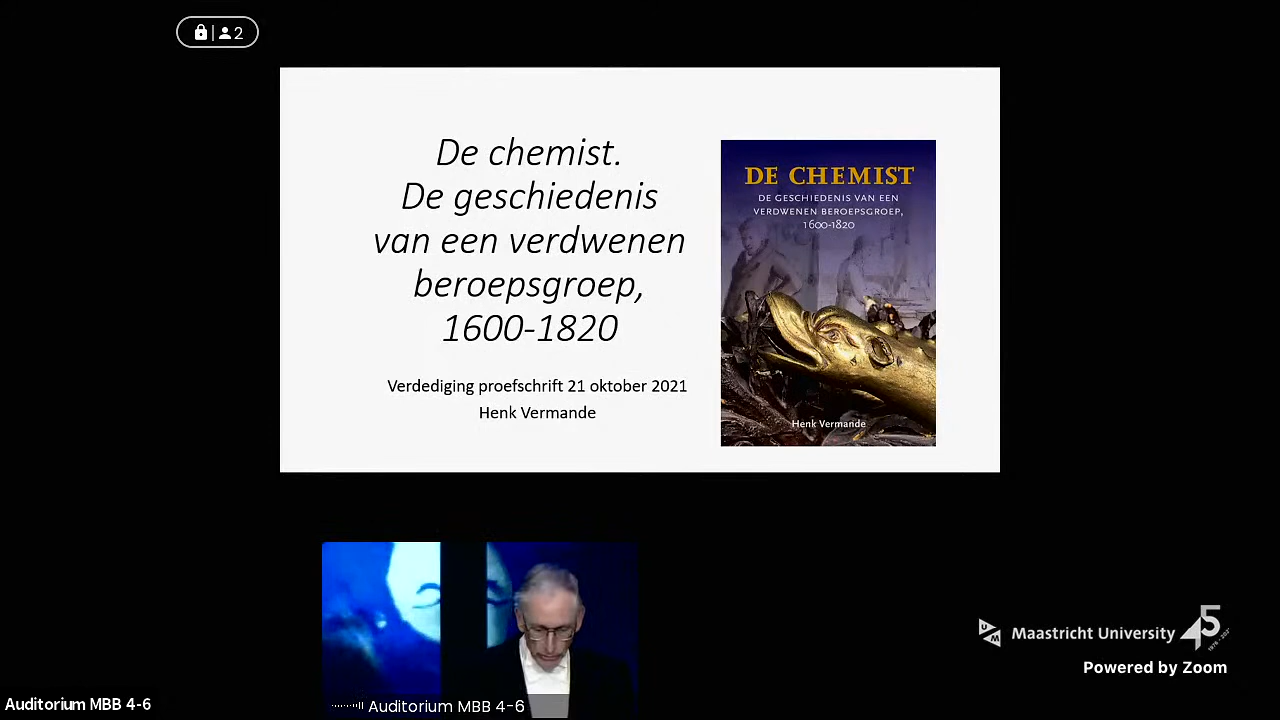 2
De chemist.
De geschiedenis
van een verdwenen
beroepsgroep,
1600-1820
Verdediging proefschrift 21 oktober 2021
Henk Vermande
DE CHEMIST
DE GESCHIEDENIS VAN EEN
VERDWENEN BEROEPSGROEP,
1600-1820
Henk Vermande
Maastricht University
45
Powered by Zoom
Auditorium MBB 4-6
Auditorium MBB 4-6